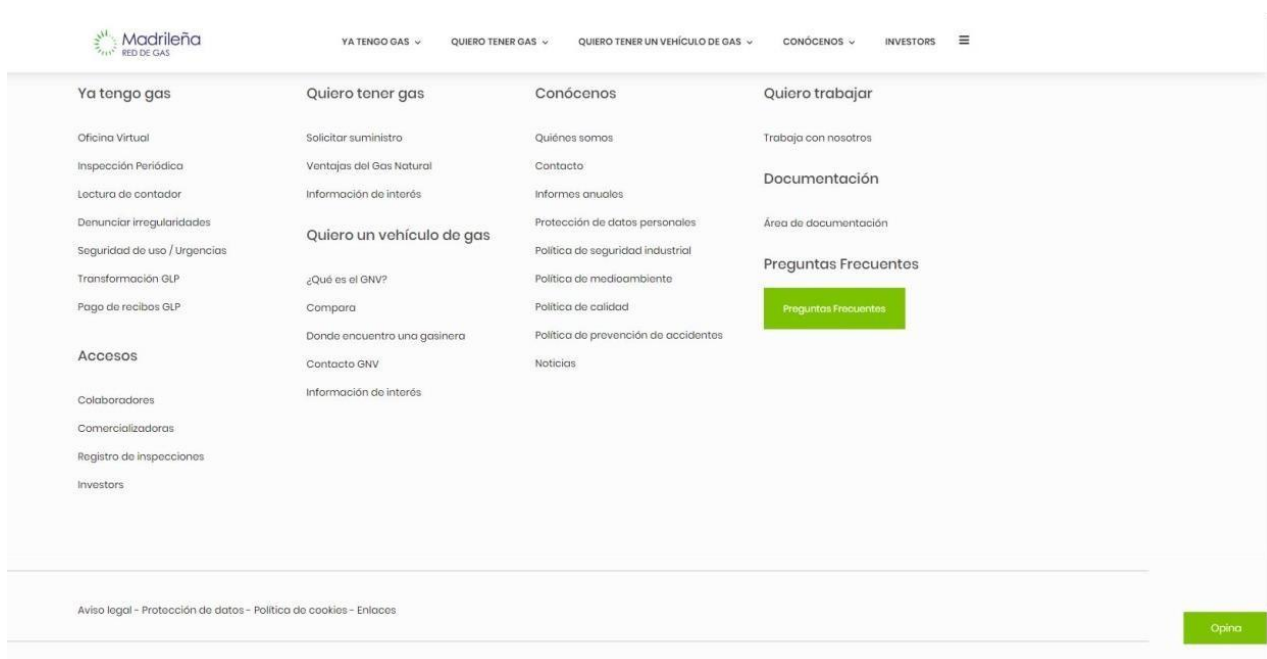 Madrileña
RED DE GAS
YA TENGO GAS
QUIERO TENER GAS
QUIERO TENER UN VEHÍCULO DE GAS
CONÓCENOS
INVESTORS
Ya tengo gas
Oficina Virtual
Inspección Periódica
Lectura de contador
Denunciar irregularidades
Seguridad de uso / Urgencias
Transformación GLP
Pago de recibos GLP
Accesos
Colaboradores
Comercializadoras
Registro de inspecciones
Investors
Quiero tener gas
Solicitar suministro
Ventajas del Gas Natural
Información de interés
Quiero un vehículo de gas
¿Qué es el GNV?
Compara
Donde encuentro una gasinera
Contacto GNV
Información de interés
Conócenos
Quiénes somos
Contacto
Informes anuales
Protección de datos personales
Política de seguridad industrial
Política de medioambiente
Política de calidad
Política de prevención de accidentes
Noticias
Quiero trabajar
Trabaja con nosotros
Documentación
Área de documentación
Preguntas Frecuentes
Preguntas Frecuentes
Aviso legal - Protección de datos - Política de cookies - Enlaces
Opina